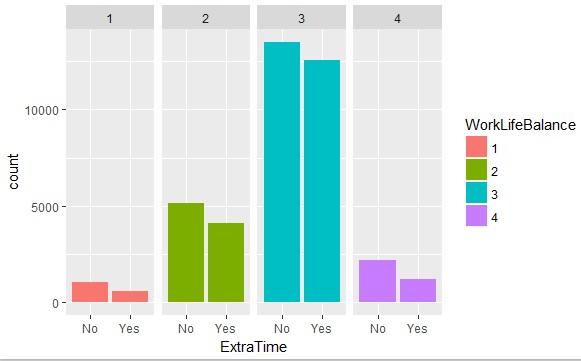 1 2 3 4
10000
5000
0
count
No Yes No Yes No Yes No Yes
ExtraTime
WorkLifeBalance
1
2
3
4